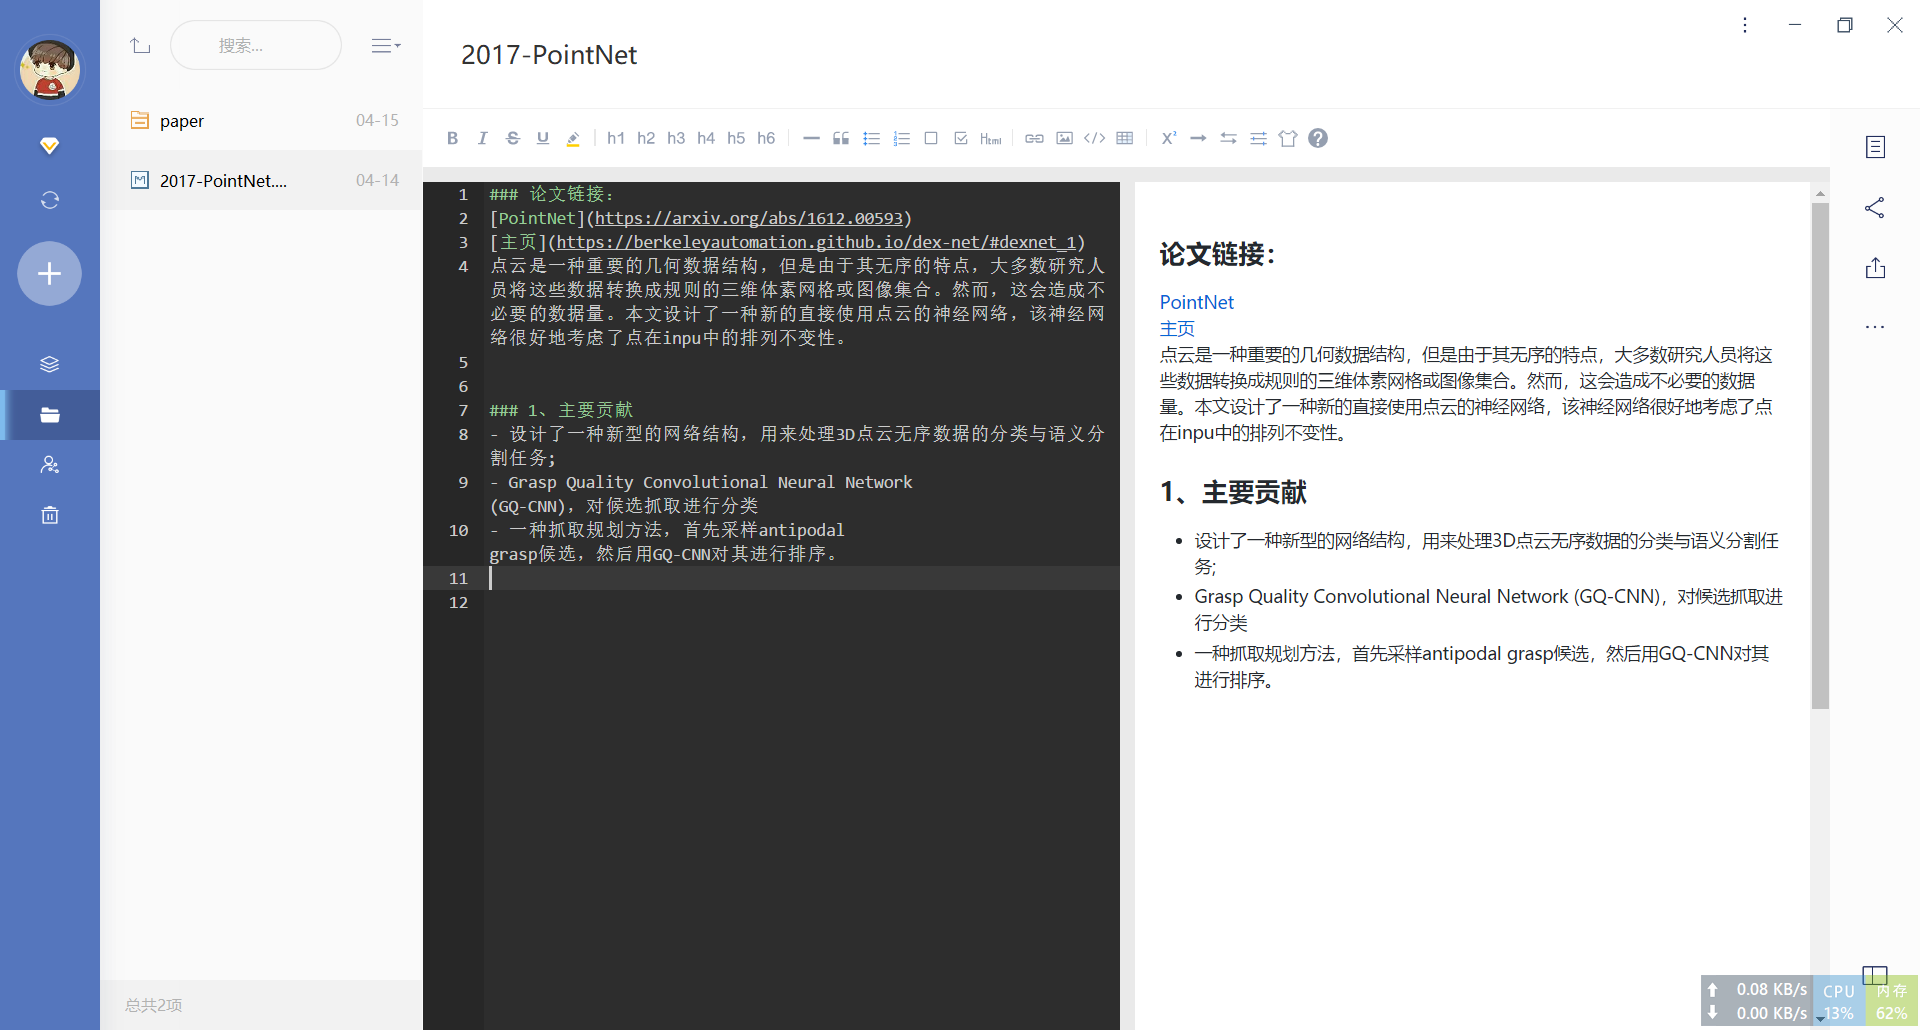 搜索...
paper 04-15
2017-PointNet.... 04-14
总共2项
2017-PointNet
B I S U h1 h2 h3 h4 h5 h6 Html X²
1 ### 论文链接：
2 [PointNet](https://arxiv.org/abs/1612.00593)
3 [主页](https://berkeleyautomation.github.io/dex-net/#dexnet_1)
4 点云是一种重要的几何数据结构，但是由于其无序的特点，大多数研究人
员将这些数据转换成规则的三维体素网格或图像集合。然而，这会造成不
必要的数据量。本文设计了一种新的直接使用点云的神经网络，该神经网
络很好地考虑了点在inpu中的排列不变性。
5
6
7 ### 1、主要贡献
8 - 设计了一种新型的网络结构，用来处理3D点云无序数据的分类与语义分
割任务;
9 - Grasp Quality Convolutional Neural Network
(GQ-CNN)，对候选抓取进行分类
10 - 一种抓取规划方法，首先采样antipodal
grasp候选，然后用GQ-CNN对其进行排序。
11
12
论文链接：
PointNet
主页
点云是一种重要的几何数据结构，但是由于其无序的特点，大多数研究人员将这
些数据转换成规则的三维体素网格或图像集合。然而，这会造成不必要的数据
量。本文设计了一种新的直接使用点云的神经网络，该神经网络很好地考虑了点
在inpu中的排列不变性。
1、主要贡献
设计了一种新型的网络结构，用来处理3D点云无序数据的分类与语义分割任
务;
Grasp Quality Convolutional Neural Network (GQ-CNN)，对候选抓取进
行分类
一种抓取规划方法，首先采样antipodal grasp候选，然后用GQ-CNN对其
进行排序。
0.08 KB/s CPU 内存
0.00 KB/s 13% 62%